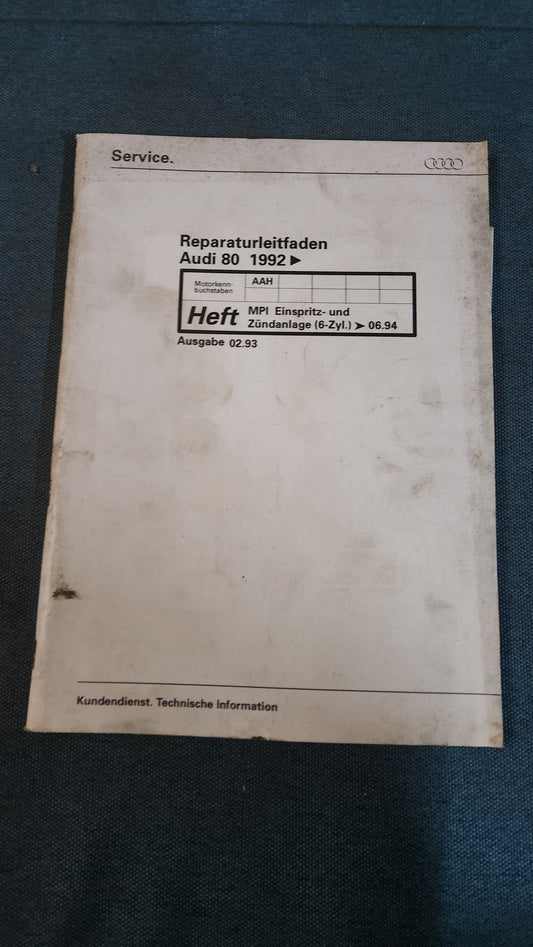 Service.
Reparaturleitfaden
Audi 80 1992 ►
Motorkenn-
buchstaben
AAH
Heft
MPI Einspritz- und
Zündanlage (6-Zyl.) ➤ 06.94
Ausgabe 02.93
Kundendienst. Technische Information